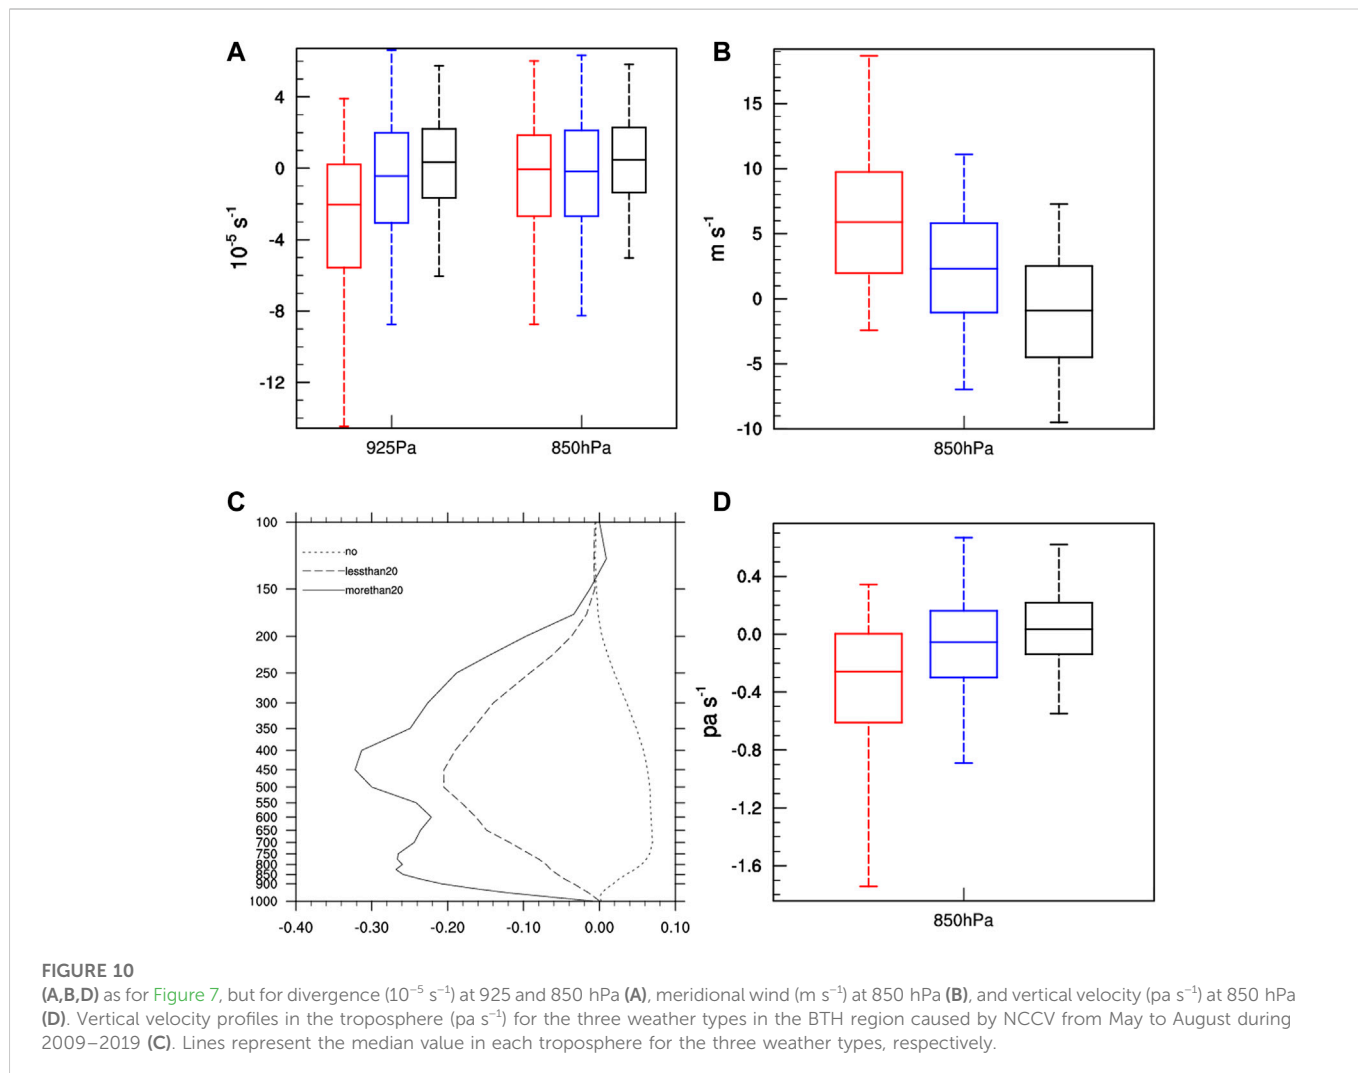 A
4
0
-4
-8
-12
10⁻⁵ s⁻¹
925Pa
850hPa
B
15
10
5
0
-5
-10
m s⁻¹
850hPa
C
100
150
200
250
300
350
400
450
500
550
600
650
700
750
800
850
900
1000
no
lessthan20
morethan20
-0.40
-0.30
-0.20
-0.10
0.00
0.10
D
0.4
0.0
-0.4
-0.8
-1.2
-1.6
pa s⁻¹
850hPa
FIGURE 10
(A,B,D) as for Figure 7, but for divergence (10⁻⁵ s⁻¹) at 925 and 850 hPa (A), meridional wind (m s⁻¹) at 850 hPa (B), and vertical velocity (pa s⁻¹) at 850 hPa
(D). Vertical velocity profiles in the troposphere (pa s⁻¹) for the three weather types in the BTH region caused by NCCV from May to August during
2009–2019 (C). Lines represent the median value in each troposphere for the three weather types, respectively.